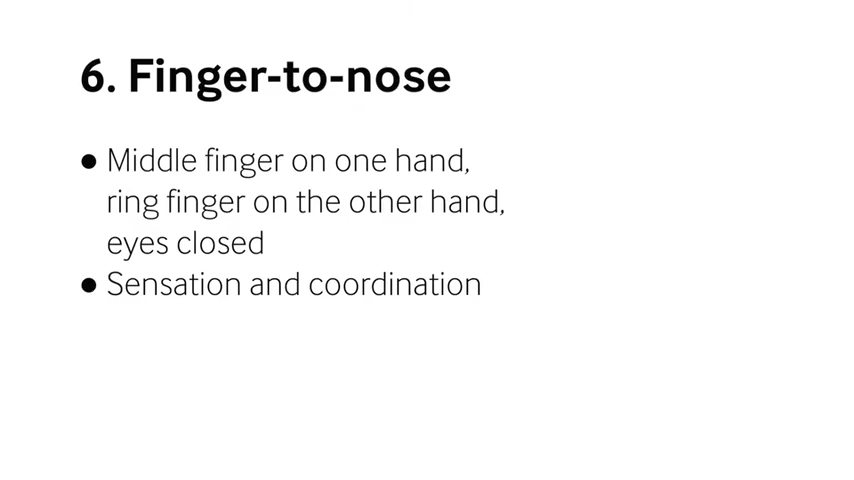 6. Finger-to-nose
● Middle finger on one hand,
ring finger on the other hand,
eyes closed
● Sensation and coordination